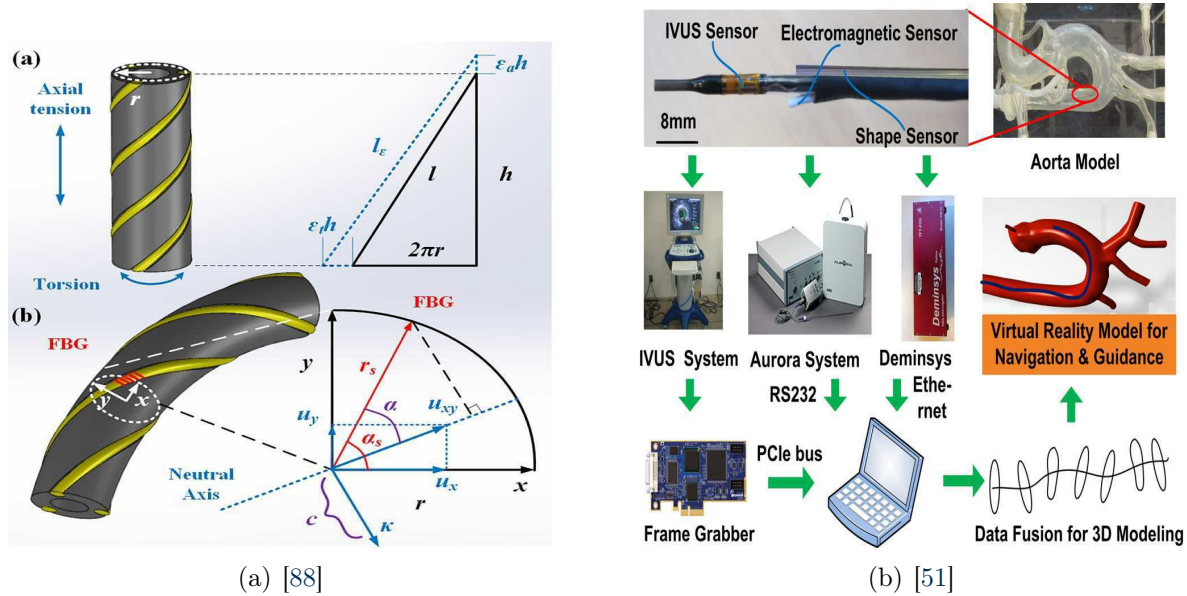 (a)
Axial
tension
r
Torsion
ε_a h
l_ε
l
h
ε_t h
2πr
(b)
FBG
y
x
Neutral
Axis
FBG
y
r_s
α
u_xy
u_y
α_s
u_x
x
r
c
κ
(a) [88]
IVUS Sensor
Electromagnetic Sensor
8mm
Shape Sensor
Aorta Model
AURORA
Deminsys
IVUS System
Aurora System
Deminsys
RS232
Ethe-
rnet
Virtual Reality Model for
Navigation & Guidance
PCIe bus
Frame Grabber
Data Fusion for 3D Modeling
(b) [51]